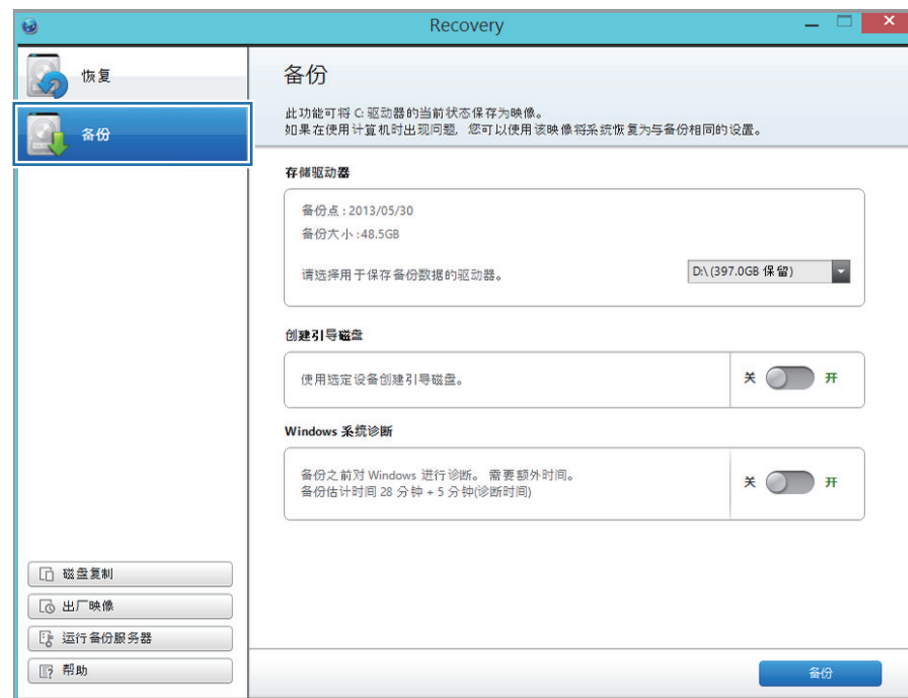 Recovery
恢复
备份
备份
此功能可将 C: 驱动器的当前状态保存为映像。
如果在使用计算机时出现问题, 您可以使用该映像将系统恢复为与备份相同的设置。
存储驱动器
备份点 : 2013/05/30
备份大小 :48.5GB
请选择用于保存备份数据的驱动器。
D:\ (397.0GB 保留)
创建引导磁盘
使用选定设备创建引导磁盘。
关 开
Windows 系统诊断
备份之前对 Windows 进行诊断。 需要额外时间。
备份估计时间 28 分钟 + 5 分钟(诊断时间)
关 开
磁盘复制
出厂映像
运行备份服务器
帮助
备份